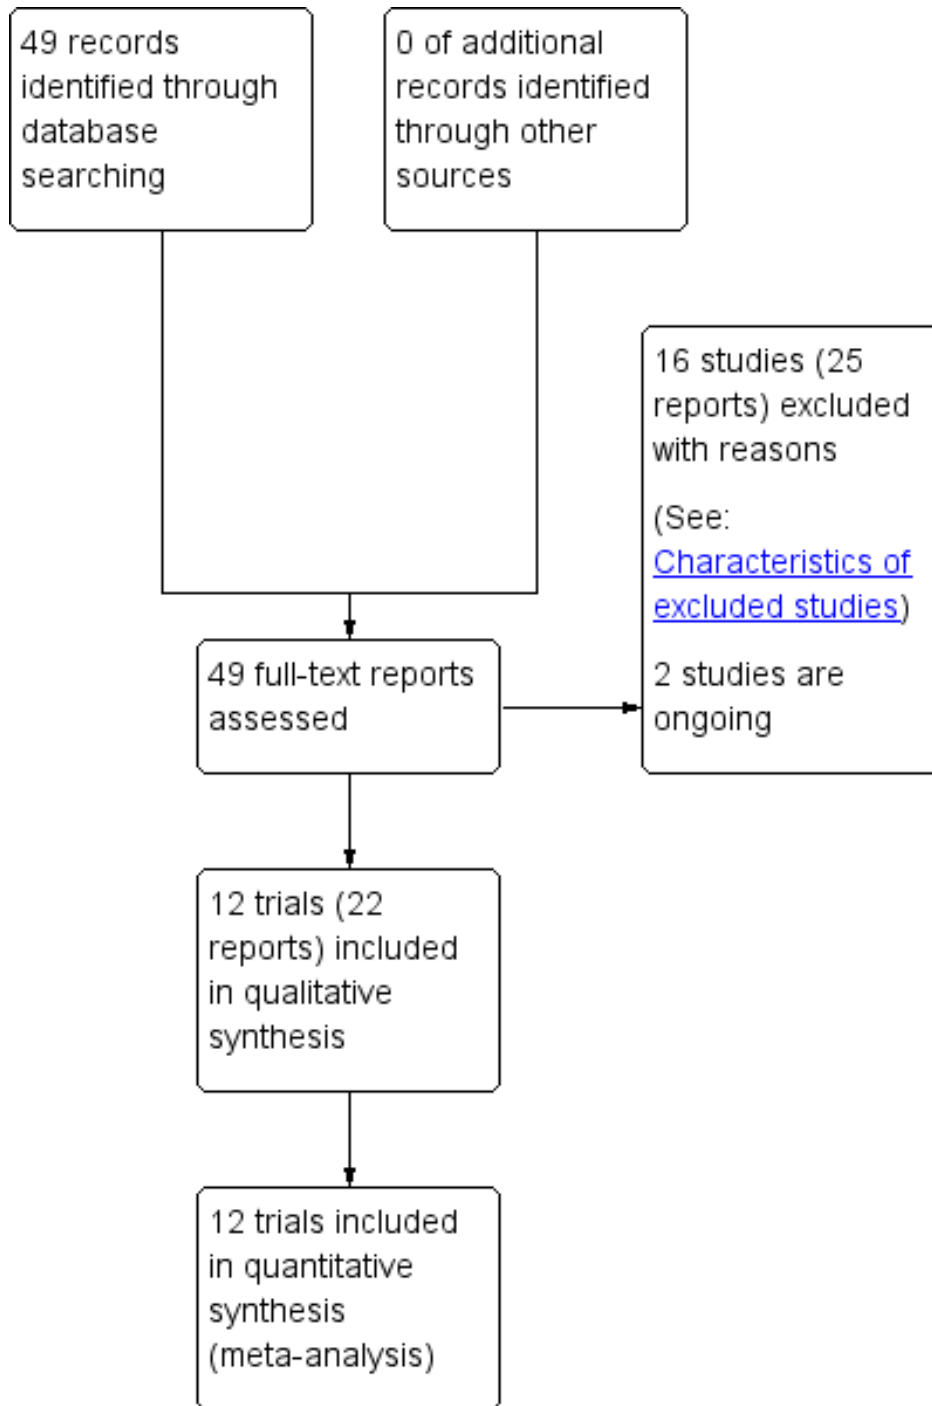 49 records
identified through
database
searching
0 of additional
records identified
through other
sources
16 studies (25
reports) excluded
with reasons
(See:
Characteristics of
excluded studies)
2 studies are
ongoing
49 full-text reports
assessed
12 trials (22
reports) included
in qualitative
synthesis
12 trials included
in quantitative
synthesis
(meta-analysis)